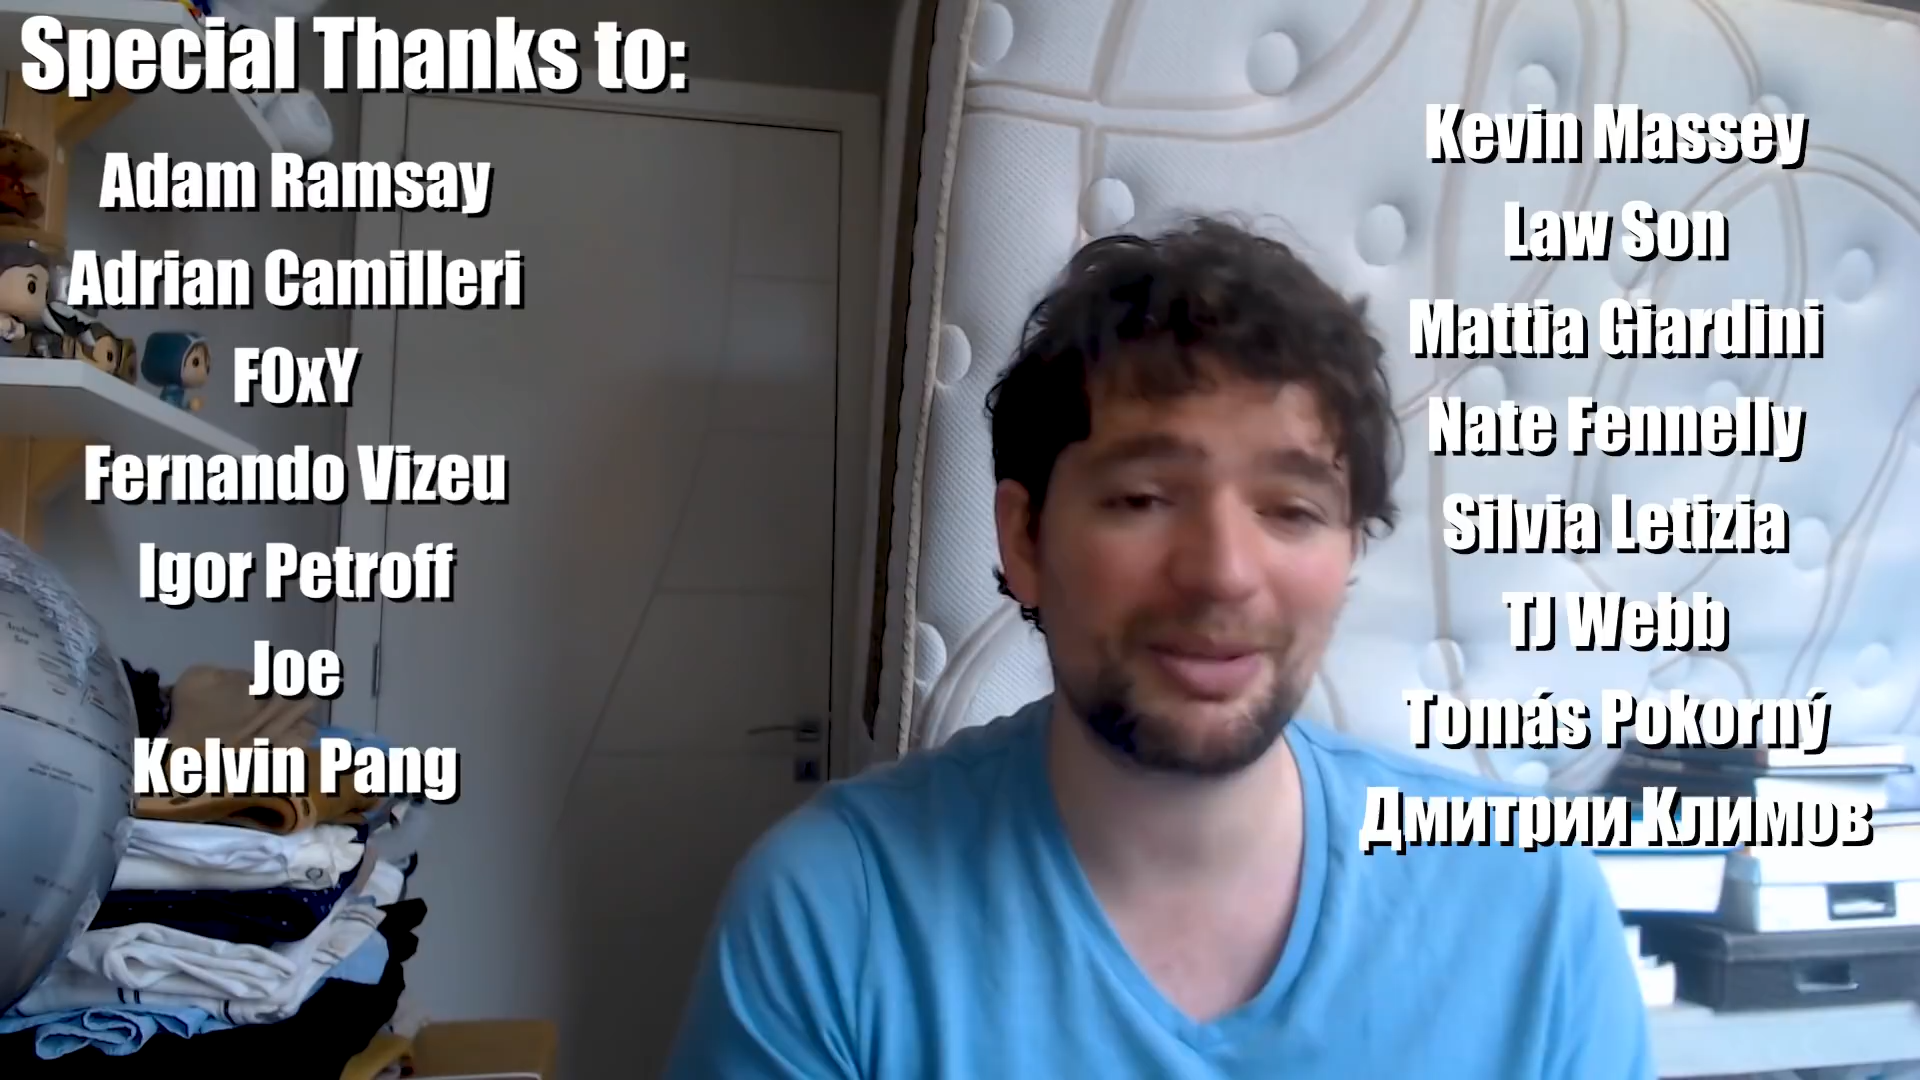 Special Thanks to:
Adam Ramsay
Adrian Camilleri
F0xY
Fernando Vizeu
Igor Petroff
Joe
Kelvin Pang
Kevin Massey
Law Son
Mattia Giardini
Nate Fennelly
Silvia Letizia
TJ Webb
Tomás Pokorný
Дмитрии Климов